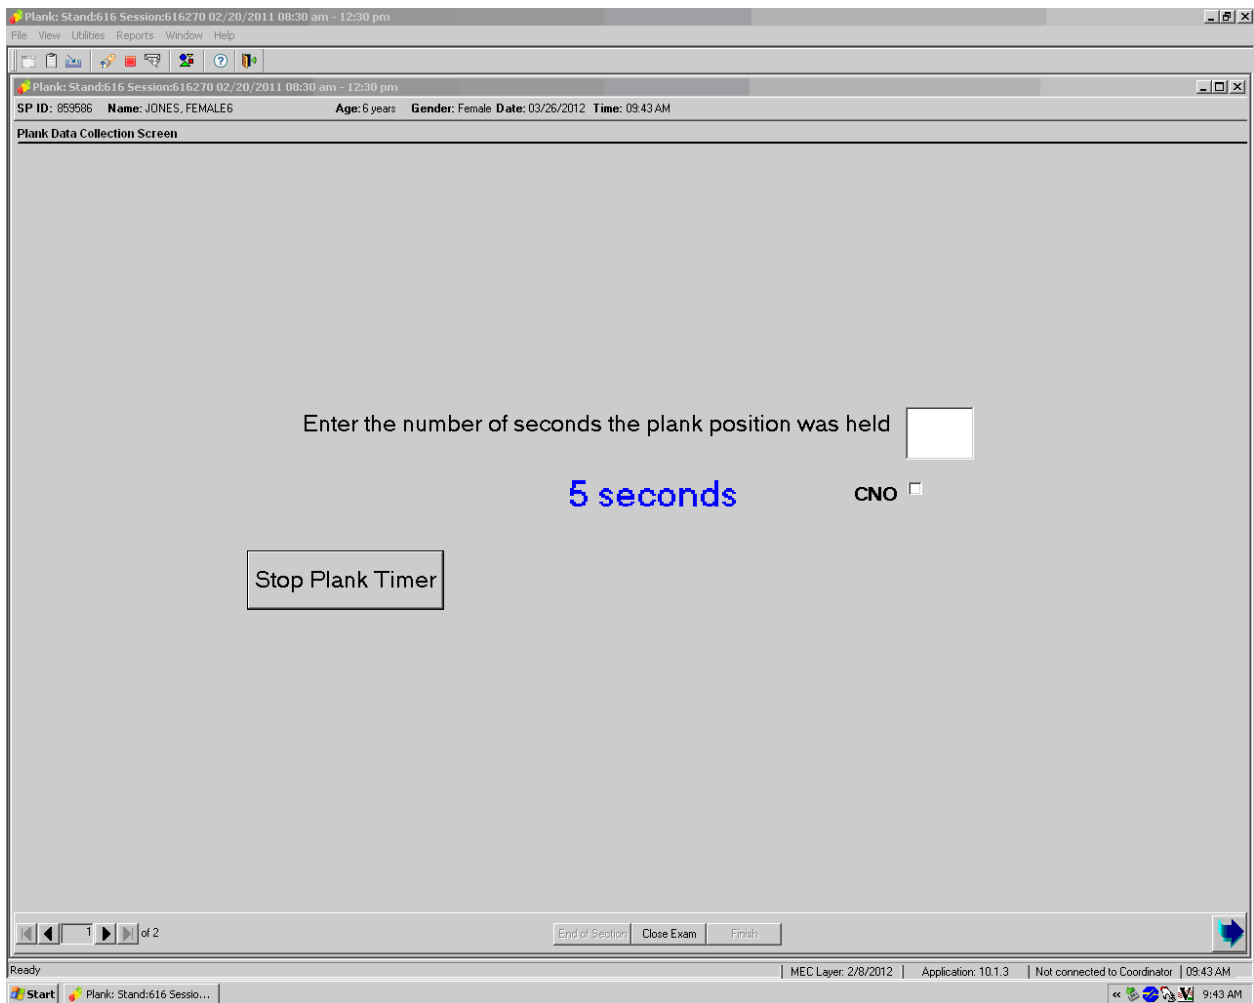 Plank: Stand:616 Session:616270 02/20/2011 08:30 am - 12:30 pm
File View Utilities Reports Window Help
Plank: Stand:616 Session:616270 02/20/2011 08:30 am - 12:30 pm
SP ID: 859586 Name: JONES, FEMALE6 Age: 6 years Gender: Female Date: 03/26/2012 Time: 09:43 AM
Plank Data Collection Screen
Enter the number of seconds the plank position was held
5 seconds CNO
Stop Plank Timer
1 of 2 End of Section Close Exam Finish
Ready MEC Layer: 2/8/2012 Application: 10.1.3 Not connected to Coordinator 09:43 AM
Start Plank: Stand:616 Sessio... « 9:43 AM